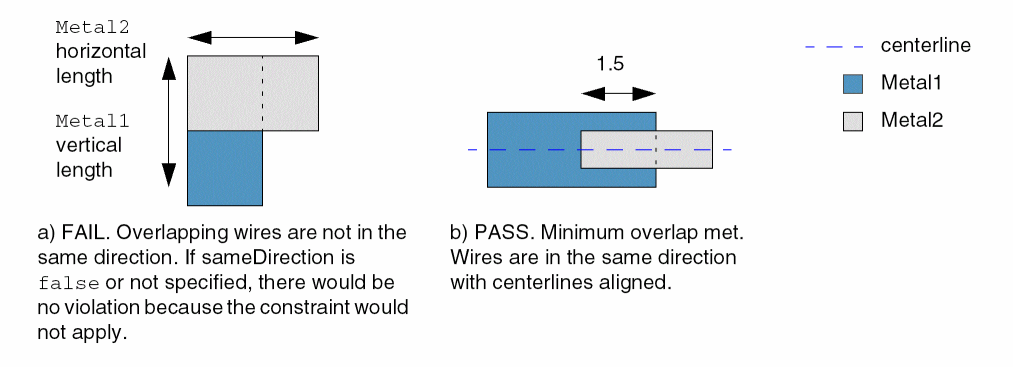 Metal2
horizontal
length
Metal1
vertical
length
1.5
centerline
Metal1
Metal2
a) FAIL. Overlapping wires are not in the
same direction. If sameDirection is
false or not specified, there would be
no violation because the constraint would
not apply.
b) PASS. Minimum overlap met.
Wires are in the same direction
with centerlines aligned.